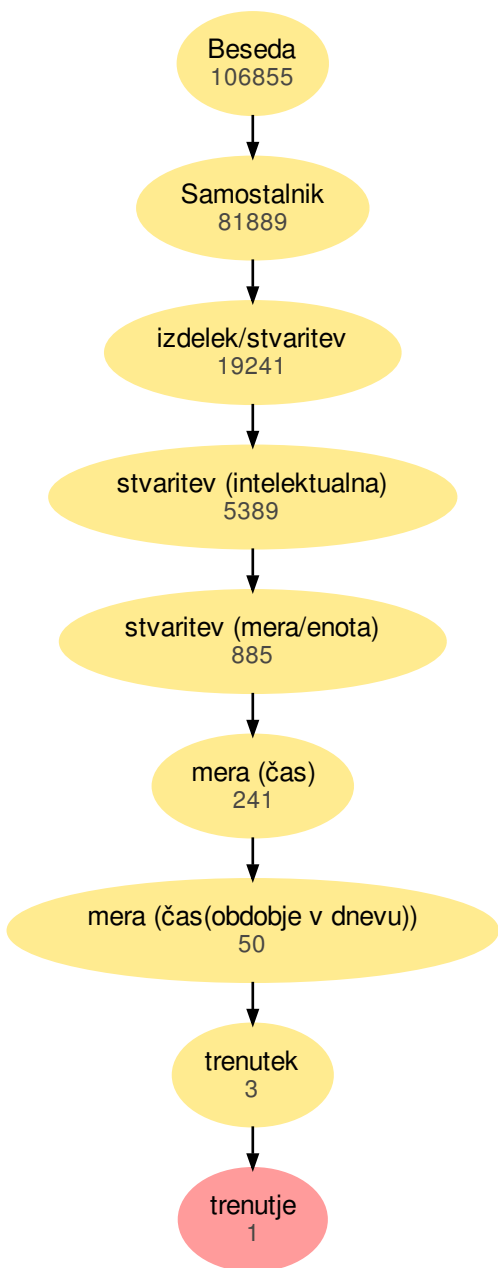 Beseda
106855
Samostalnik
81889
izdelek/stvaritev
19241
stvaritev (intelektualna)
5389
stvaritev (mera/enota)
885
mera (čas)
241
mera (čas(obdobje v dnevu))
50
trenutek
3
trenutje
1